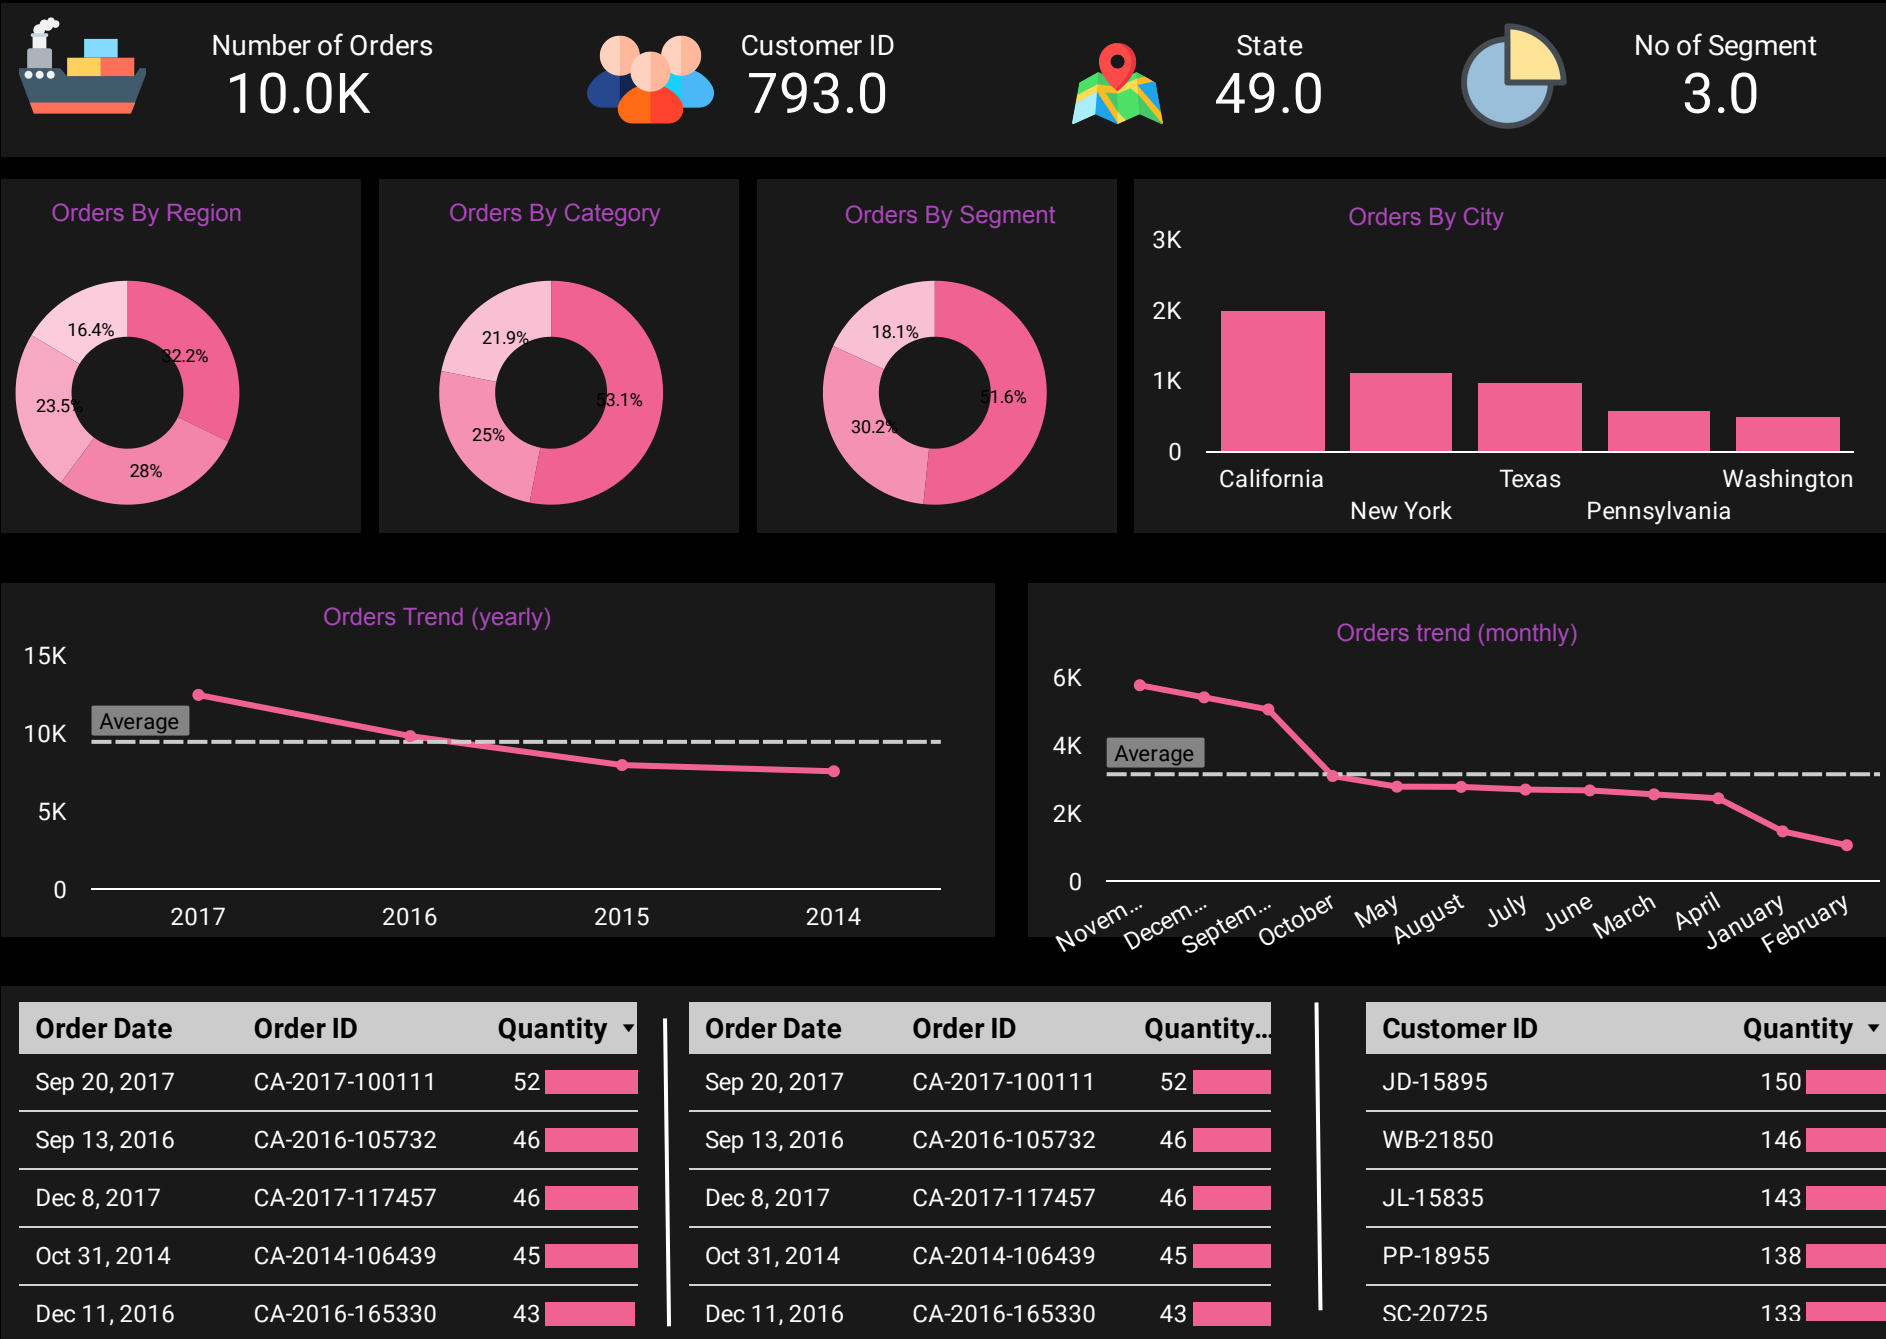 Number of Orders
10.0K
Customer ID
793.0
State
49.0
No of Segment
3.0
Orders By Region
16.4%
32.2%
23.5%
28%
Orders By Category
21.9%
53.1%
25%
Orders By Segment
18.1%
51.6%
30.2%
Orders By City
3K
2K
1K
0
California
Texas
Washington
New York
Pennsylvania
Orders Trend (yearly)
15K
Average
10K
5K
0
2017
2016
2015
2014
Orders trend (monthly)
6K
4K
Average
2K
0
Novem...
Decem...
Septem...
October
May
August
July
June
March
April
January
February
Order Date Order ID Quantity
Sep 20, 2017 CA-2017-100111 52
Sep 13, 2016 CA-2016-105732 46
Dec 8, 2017 CA-2017-117457 46
Oct 31, 2014 CA-2014-106439 45
Dec 11, 2016 CA-2016-165330 43
Order Date Order ID Quantity...
Sep 20, 2017 CA-2017-100111 52
Sep 13, 2016 CA-2016-105732 46
Dec 8, 2017 CA-2017-117457 46
Oct 31, 2014 CA-2014-106439 45
Dec 11, 2016 CA-2016-165330 43
Customer ID Quantity
JD-15895 150
WB-21850 146
JL-15835 143
PP-18955 138
SC-20725 133